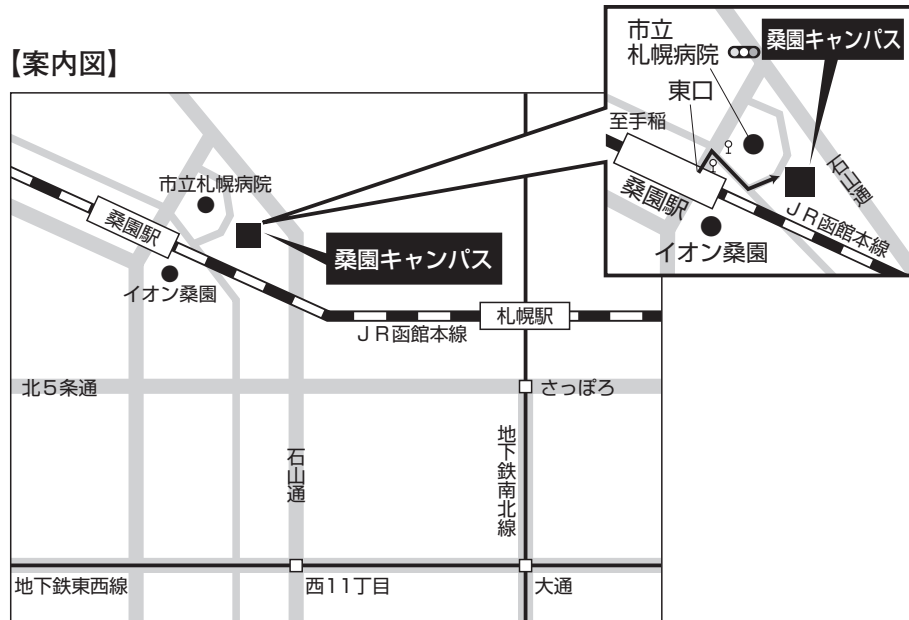 【案内図】
市立札幌病院
桑園駅
イオン桑園
桑園キャンパス
札幌駅
ＪＲ函館本線
北５条通
さっぽろ
石山通
地下鉄南北線
地下鉄東西線
西11丁目
大通
市立
札幌病院
桑園キャンパス
東口
至手稲
石山通
桑園駅
ＪＲ函館本線
イオン桑園